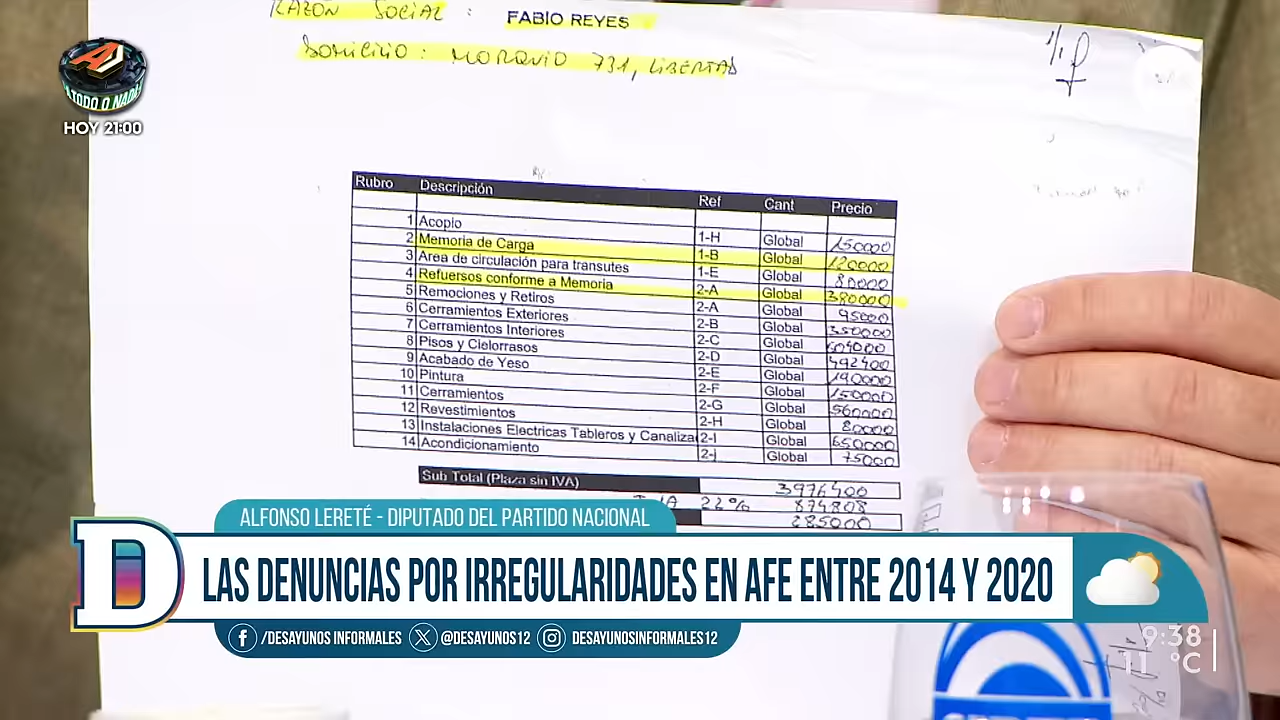 RAZÓN SOCIAL : FABIO REYES
DOMICILIO : MORQUIO 731, LIBERTAD
A TODO O NADA
HOY 21:00
Rubro Descripción Ref Cant Precio
1 Acopio 1-H Global 150000
2 Memoria de Carga 1-B Global 120000
3 Area de circulación para transutes 1-E Global 80000
4 Refuersos conforme a Memoria 2-A Global 380000
5 Remociones y Retiros 2-A Global 95000
6 Cerramientos Exteriores 2-B Global 350000
7 Cerramientos Interiores 2-C Global 604000
8 Pisos y Cielorrasos 2-D Global 492400
9 Acabado de Yeso 2-E Global 190000
10 Pintura 2-F Global 150000
11 Cerramientos 2-G Global 560000
12 Revestimientos 2-H Global 80000
13 Instalaciones Electricas Tableros y Canaliza 2-I Global 650000
14 Acondicionamiento 2-j Global 75000
Sub Total (Plaza sin IVA) 3976400
22% 874808
285000
ALFONSO LERETÉ - DIPUTADO DEL PARTIDO NACIONAL
D LAS DENUNCIAS POR IRREGULARIDADES EN AFE ENTRE 2014 Y 2020
/DESAYUNOS INFORMALES @DESAYUNOS12 DESAYUNOSINFORMALES12
9:38
11 °C